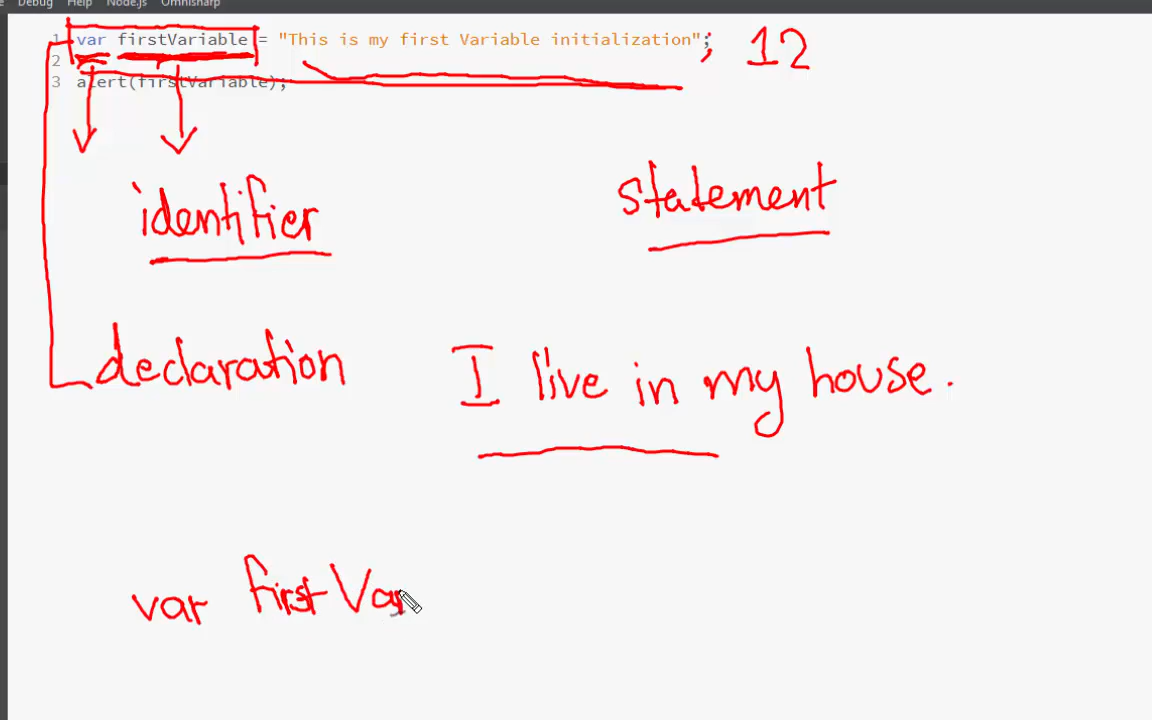 Debug Help Node.js Omnisharp
1 var firstVariable = "This is my first Variable initialization"; 12
2
3 alert(firstVariable);
identifier
statement
declaration
I live in my house.
var firstVar